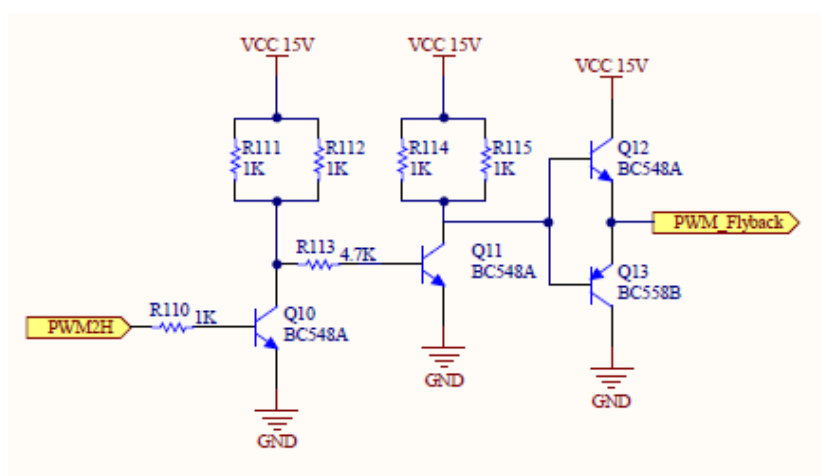 VCC 15V
VCC 15V
VCC 15V
R111
1K
R112
1K
R114
1K
R115
1K
Q12
BC548A
PWM_Flyback
R113
4.7K
Q11
BC548A
Q13
BC558B
R110
1K
PWM2H
Q10
BC548A
GND
GND
GND